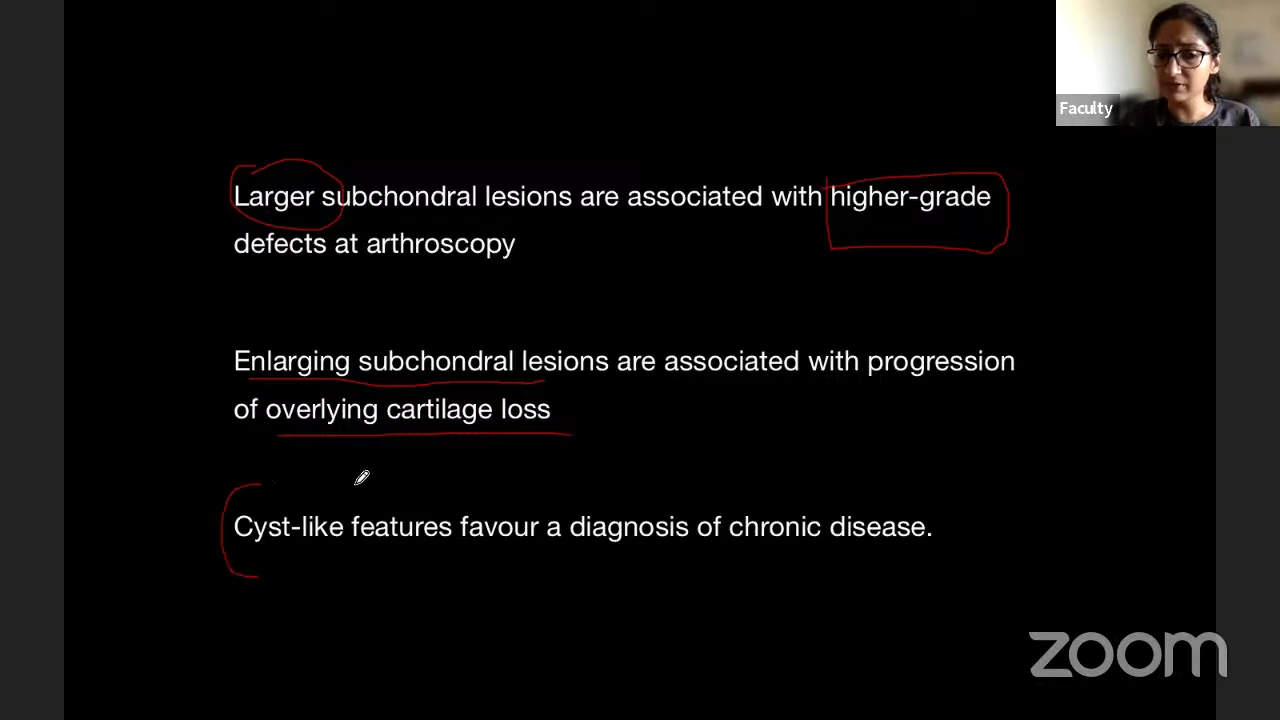 Faculty
Larger subchondral lesions are associated with higher-grade
defects at arthroscopy
Enlarging subchondral lesions are associated with progression
of overlying cartilage loss
Cyst-like features favour a diagnosis of chronic disease.
zoom